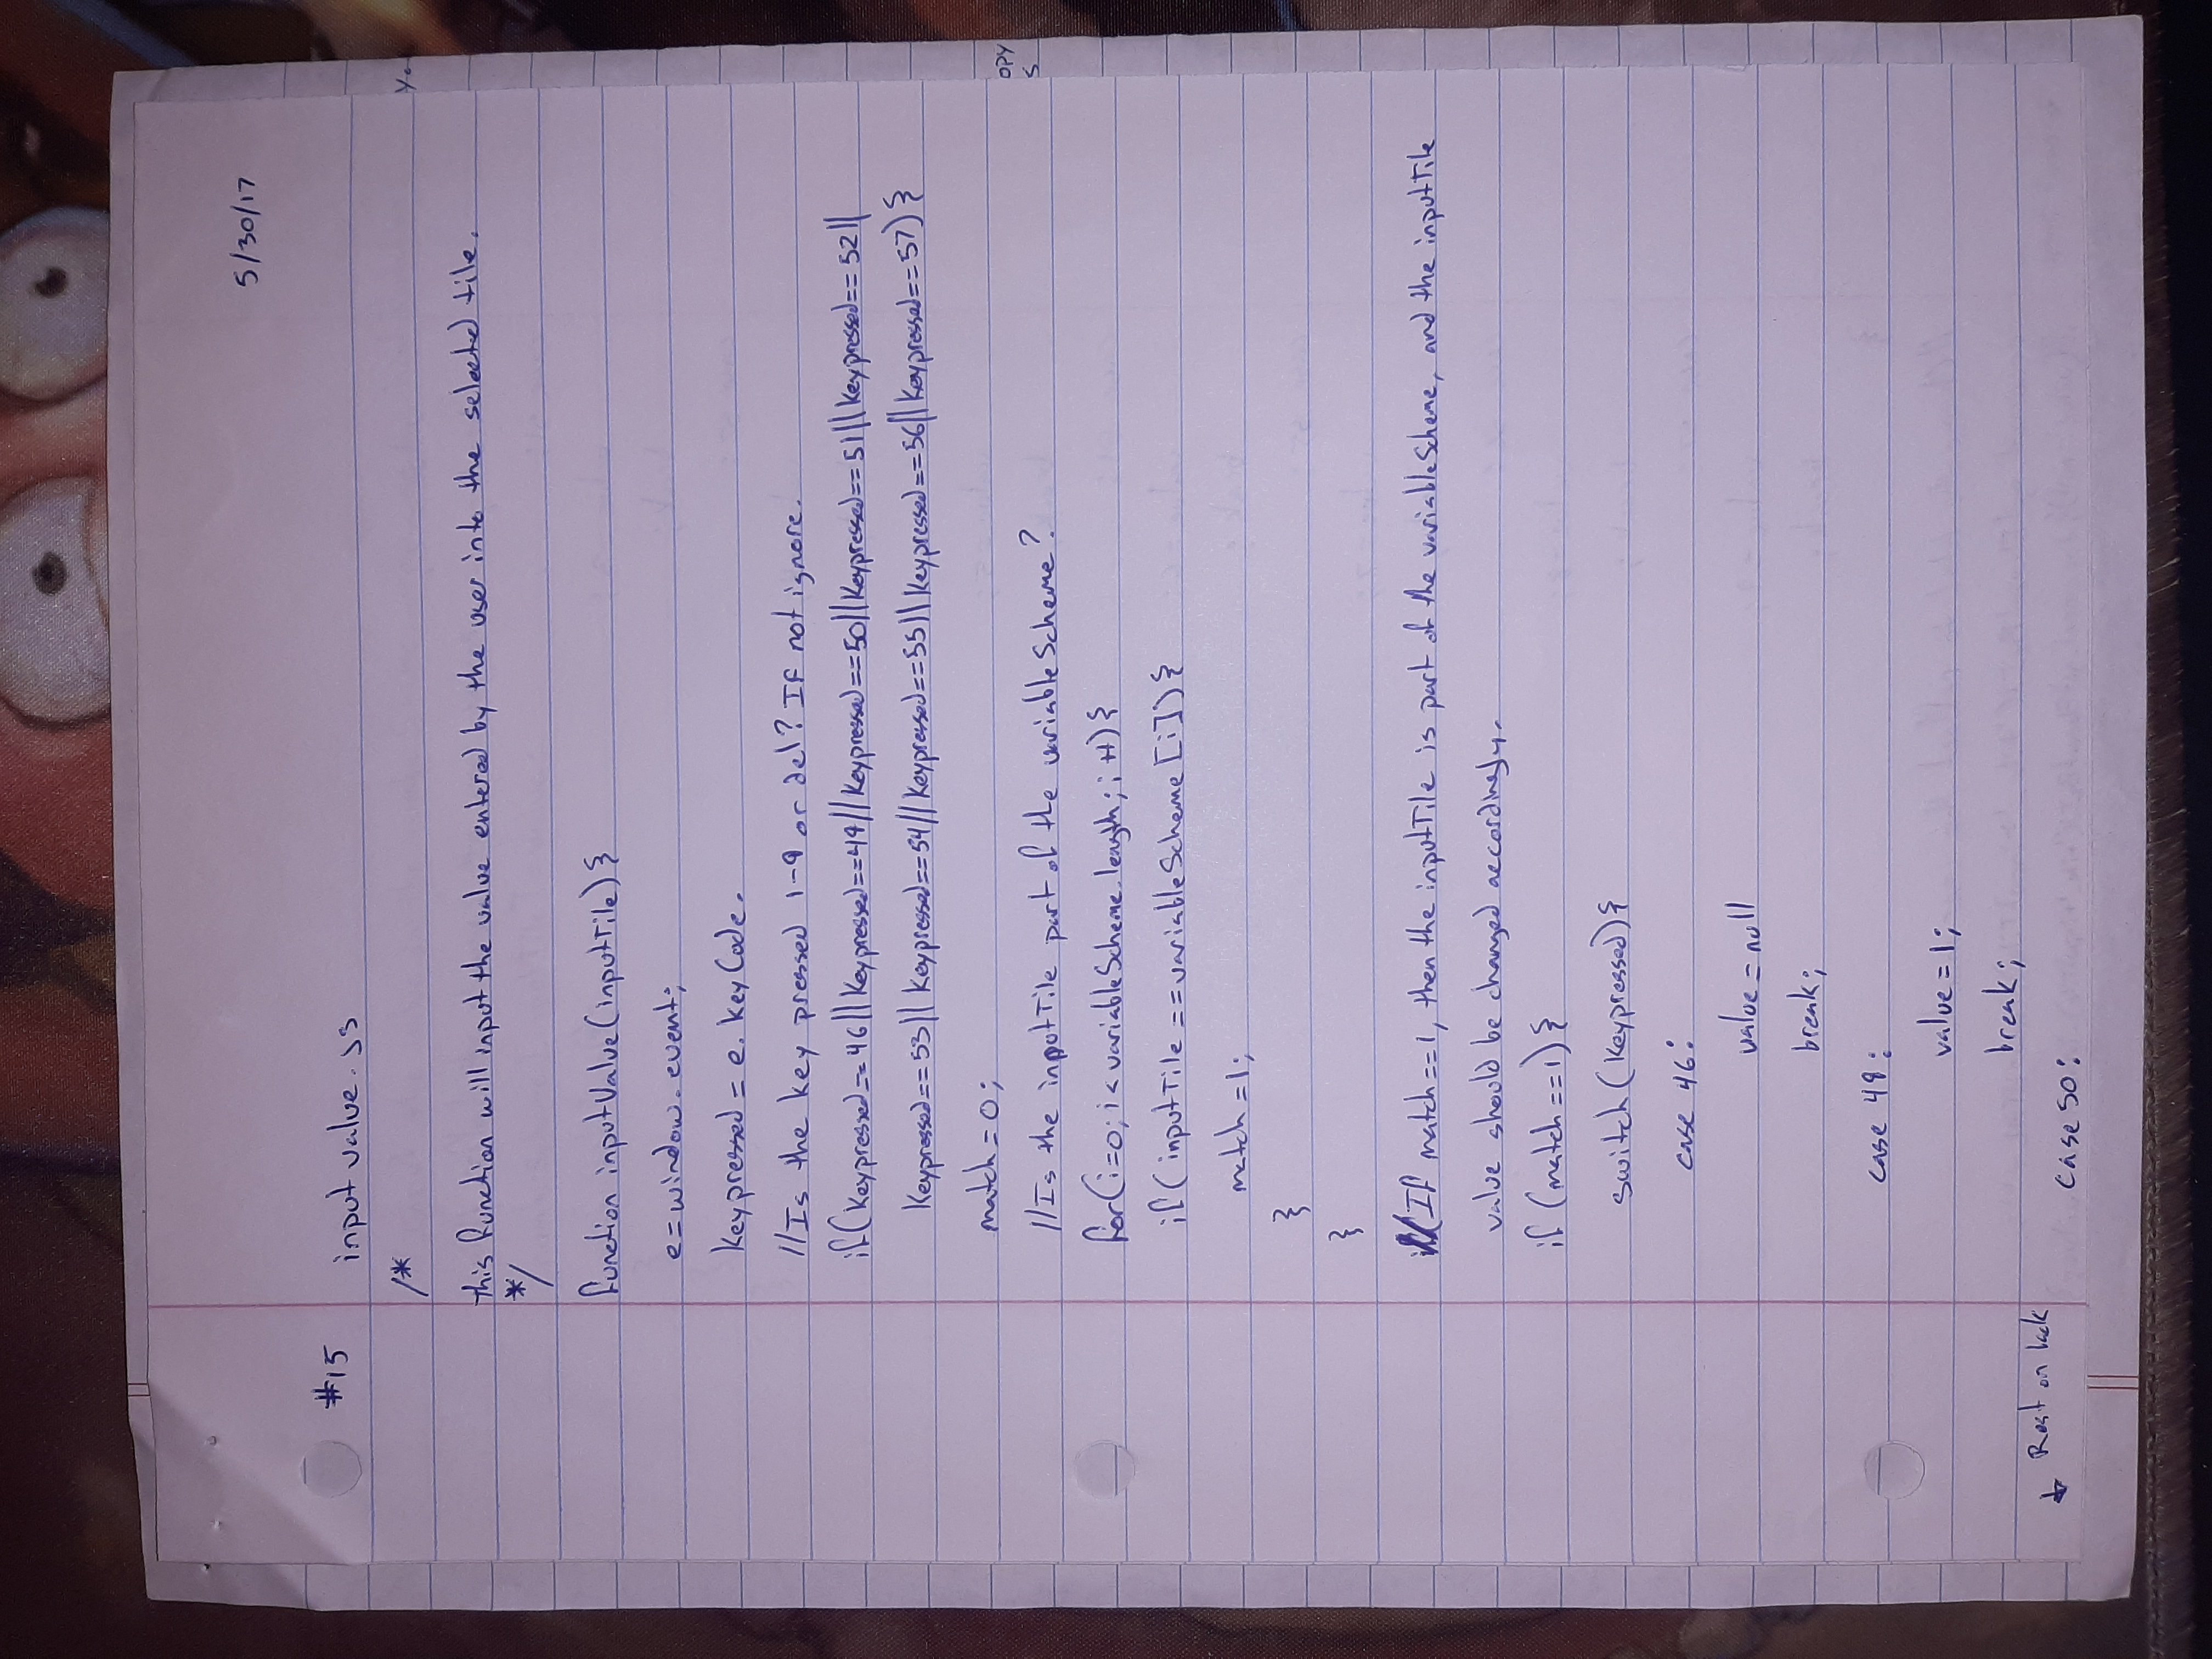 5/30/17
#15
input value.js
/*
This function will input the value entered by the user into the selected tile.
*/
function inputValue(inputTile){
e=window.event;
Keypressed = e.keyCode.
//Is the key pressed 1-9 or del? If not ignore.
if(Keypressed==46||Keypressed==49||Keypressed==50||Keypressed==51||Keypressed==52||
Keypressed==53||Keypressed==54||Keypressed==55||Keypressed==56||Keypressed==57){
match=0;
//Is the inputTile part of the variableScheme?
for(i=0; i<variableScheme.length; i++){
if(inputTile==variableScheme[i]){
match=1;
}
}
//If match==1, then the inputTile is part of the variableScheme, and the inputTile
value should be changed accordingly.
if (match==1){
switch(Keypressed){
case 46:
value=null
break;
case 49:
value=1;
break;
↓ Rest on back
case 50:
OPY
S